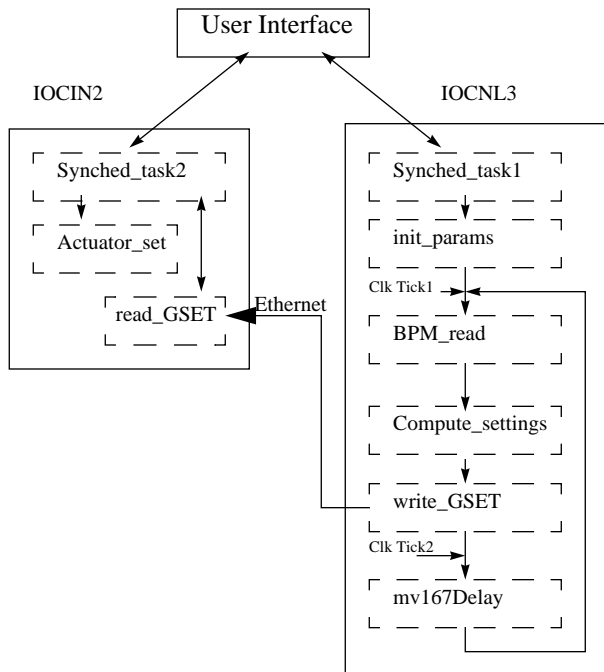 User Interface
IOCIN2
IOCNL3
Synched_task2
Actuator_set
read_GSET
Ethernet
Synched_task1
init_params
Clk Tick1
BPM_read
Compute_settings
write_GSET
Clk Tick2
mv167Delay